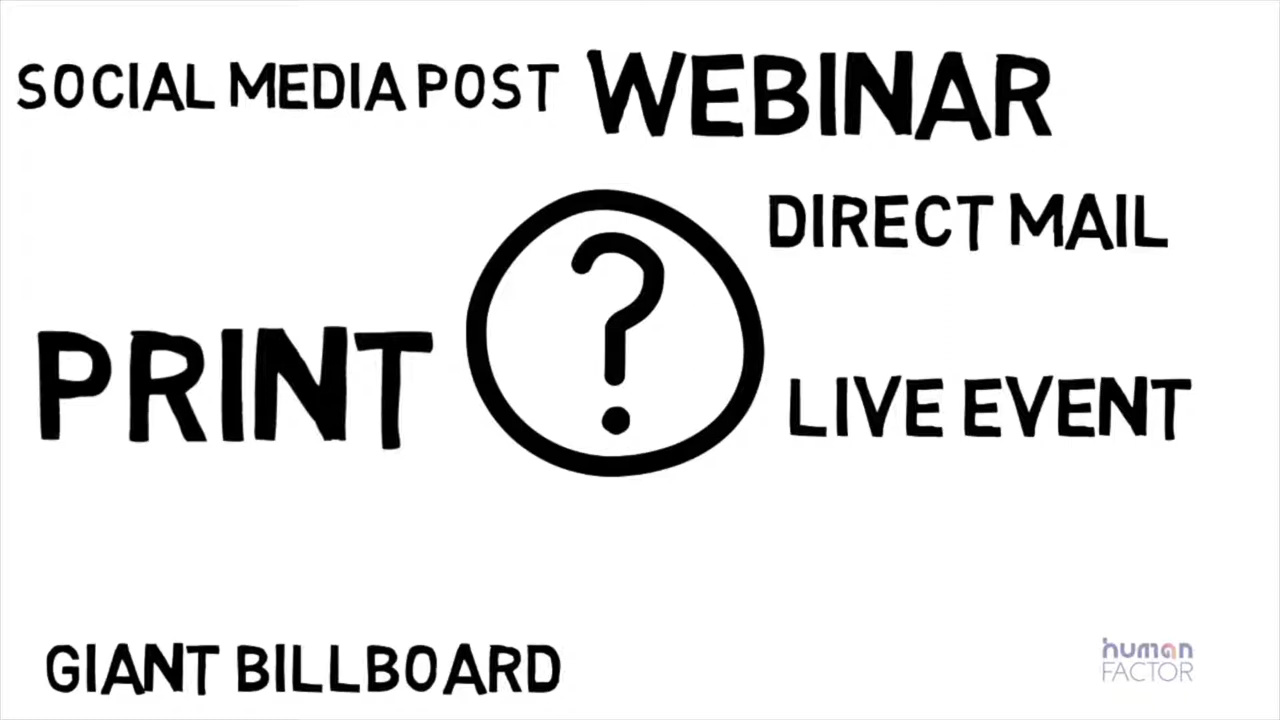 SOCIAL MEDIA POST
WEBINAR
DIRECT MAIL
PRINT
?
LIVE EVENT
GIANT BILLBOARD
human
FACTOR